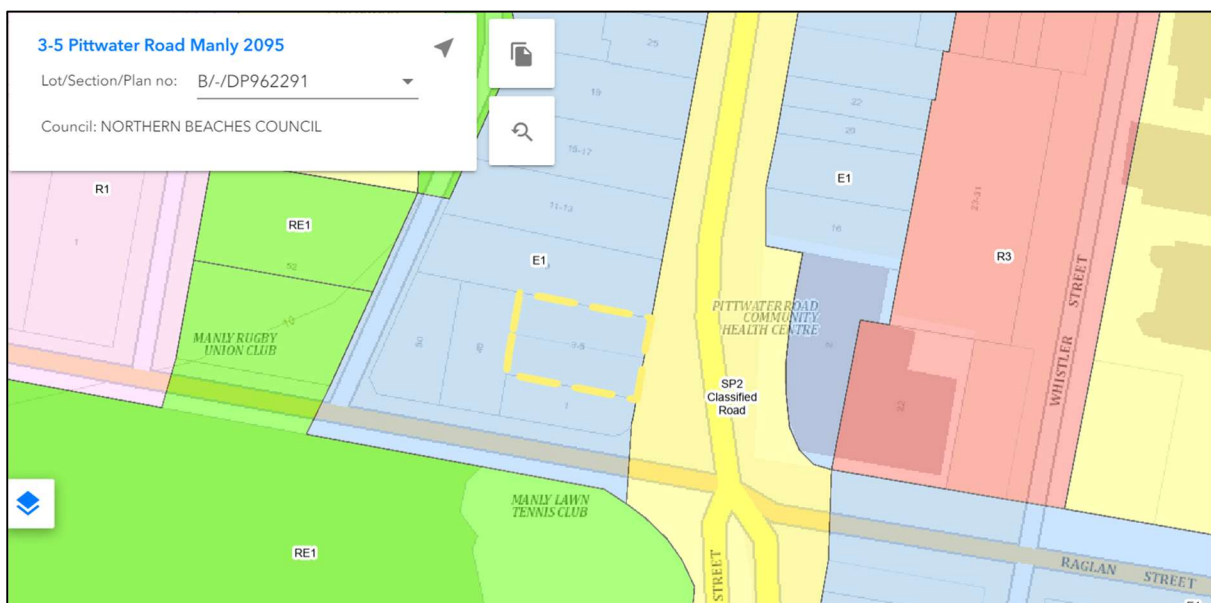 3-5 Pittwater Road Manly 2095
Lot/Section/Plan no: B/-/DP962291
Council: NORTHERN BEACHES COUNCIL
25
19
15-17
11-13
22
20
16
E1
R1
1
RE1
52
E1
R3
MANLY RUGBY
UNION CLUB
50
3-5
1
PITTWATER ROAD
COMMUNITY
HEALTH CENTRE
WHISTLER STREET
SP2
Classified
Road
MANLY LAWN
TENNIS CLUB
RE1
STREET
RAGLAN STREET